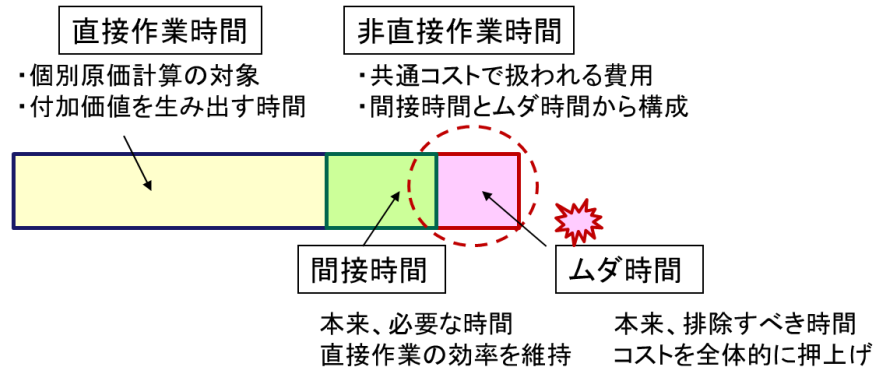 直接作業時間
・個別原価計算の対象
・付加価値を生み出す時間
非直接作業時間
・共通コストで扱われる費用
・間接時間とムダ時間から構成
間接時間
本来、必要な時間
直接作業の効率を維持
ムダ時間
本来、排除すべき時間
コストを全体的に押上げ